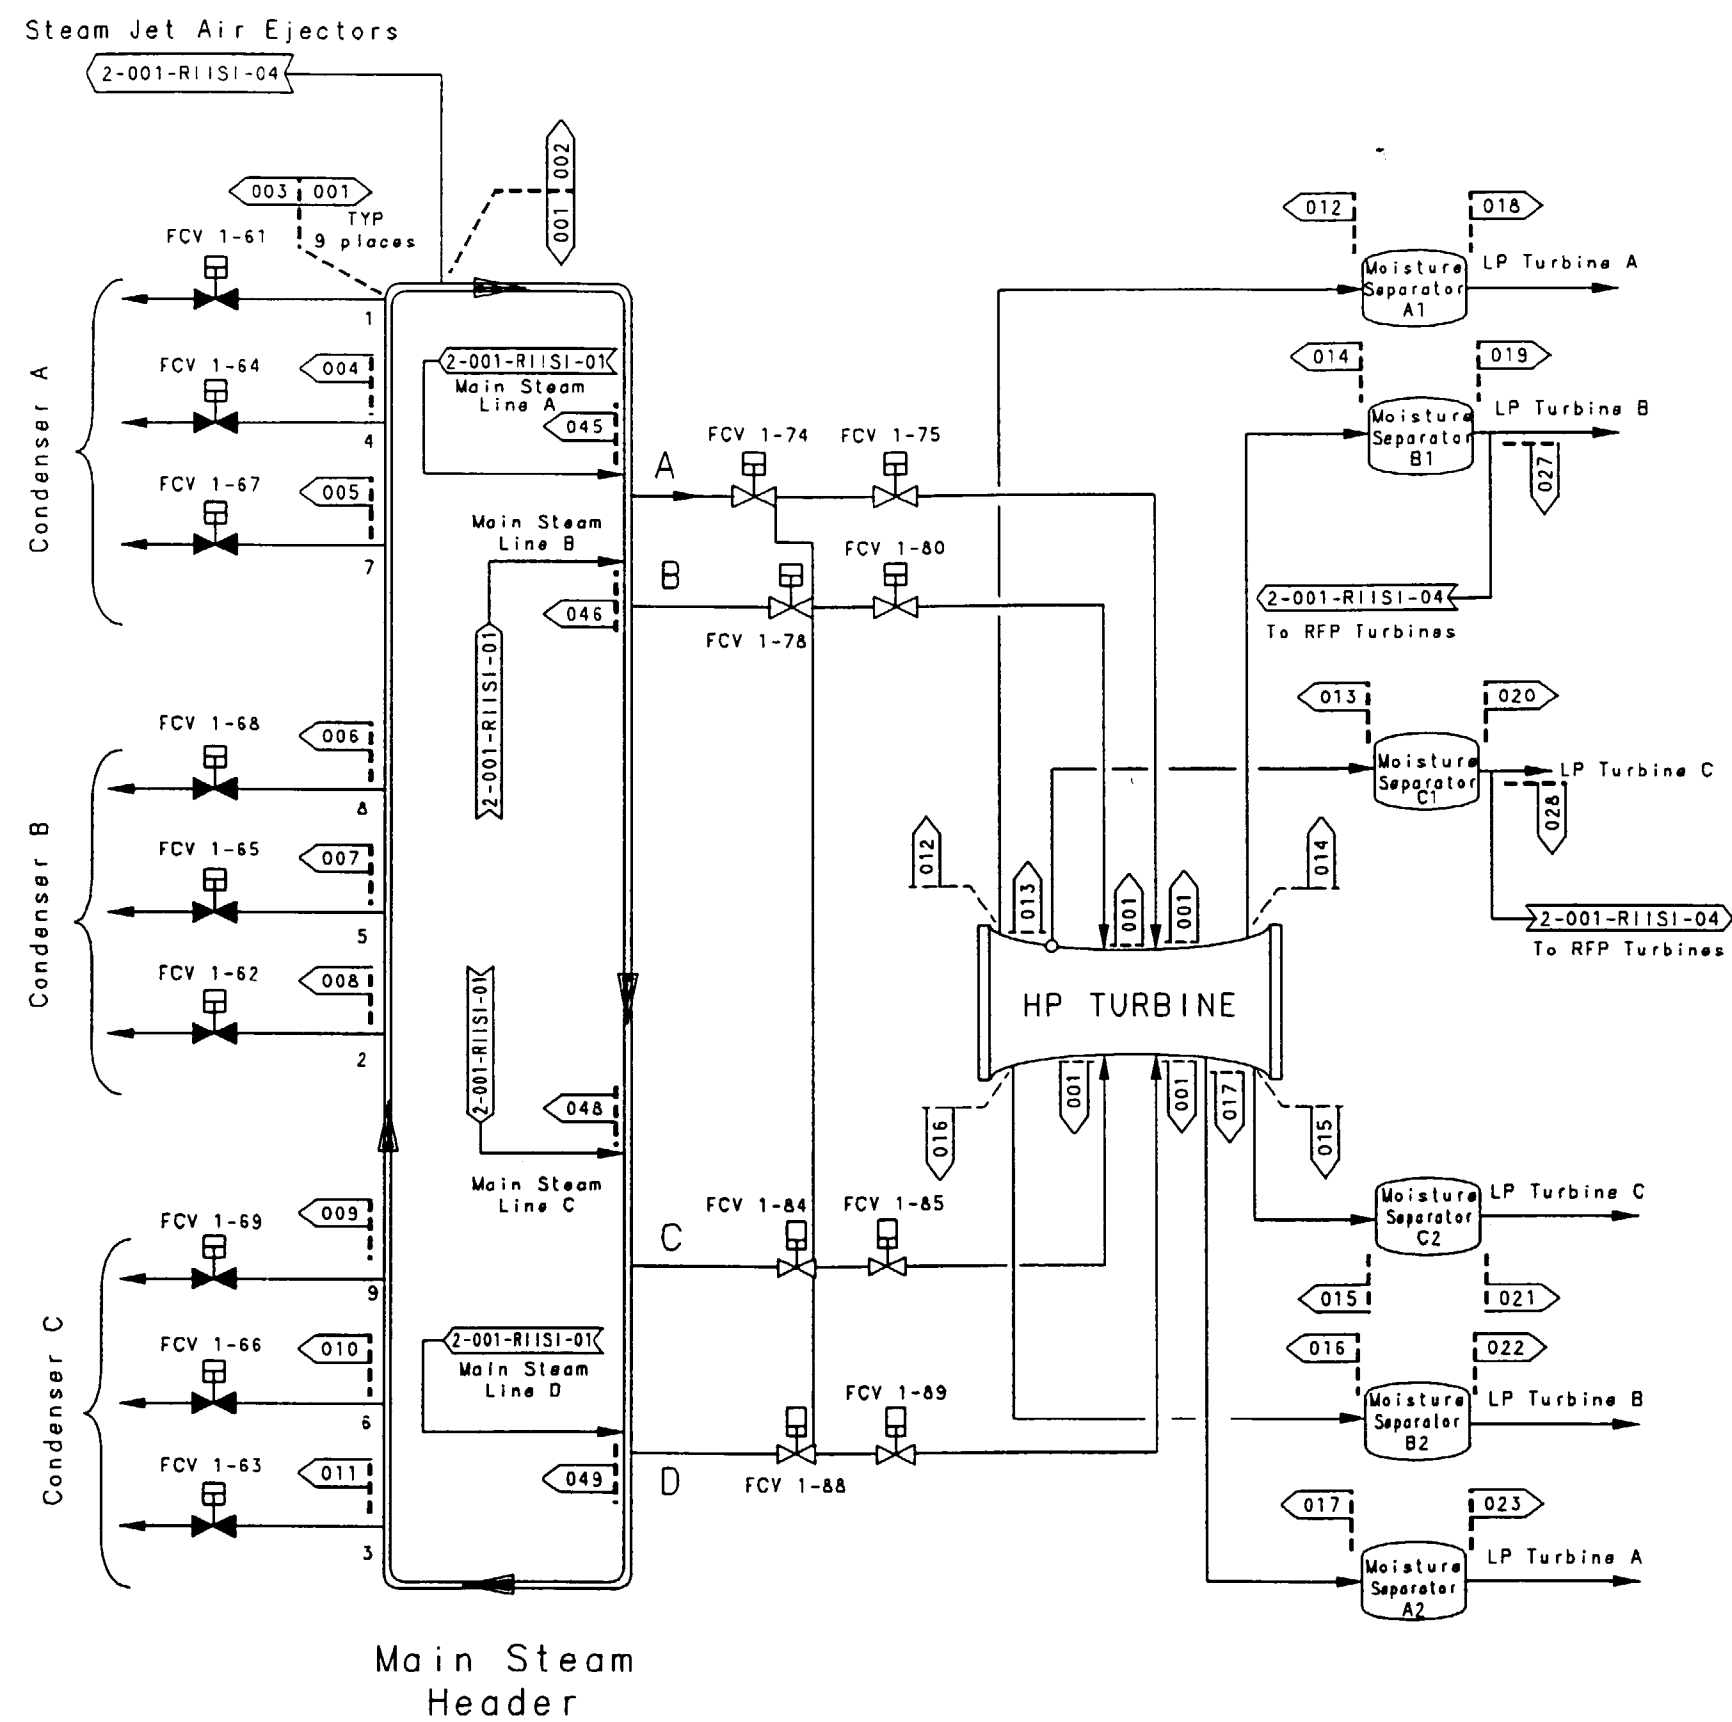 Steam Jet Air Ejectors
2-001-RIISI-04
003 001
TYP
9 places
001 002
FCV 1-61
1
FCV 1-64
004
4
FCV 1-67
005
7
Condenser A
FCV 1-68
006
8
FCV 1-65
007
5
FCV 1-62
008
2
Condenser B
FCV 1-69
009
9
FCV 1-66
010
6
FCV 1-63
011
3
Condenser C
2-001-RIISI-01
Main Steam
Line A
045
Main Steam
Line B
046
2-001-RIISI-01
2-001-RIISI-01
048
Main Steam
Line C
2-001-RIISI-01
Main Steam
Line D
049
Main Steam
Header
A
FCV 1-74
FCV 1-75
B
FCV 1-80
FCV 1-78
C
FCV 1-84
FCV 1-85
D
FCV 1-89
FCV 1-88
012
013
001
001
014
HP TURBINE
016
001
001
017
015
012
018
Moisture
Separator
A1
LP Turbine A
014
019
Moisture
Separator
B1
LP Turbine B
027
2-001-RIISI-04
To RFP Turbines
013
020
Moisture
Separator
C1
LP Turbine C
028
2-001-RIISI-04
To RFP Turbines
Moisture
Separator
C2
LP Turbine C
015
021
016
022
Moisture
Separator
B2
LP Turbine B
017
023
Moisture
Separator
A2
LP Turbine A